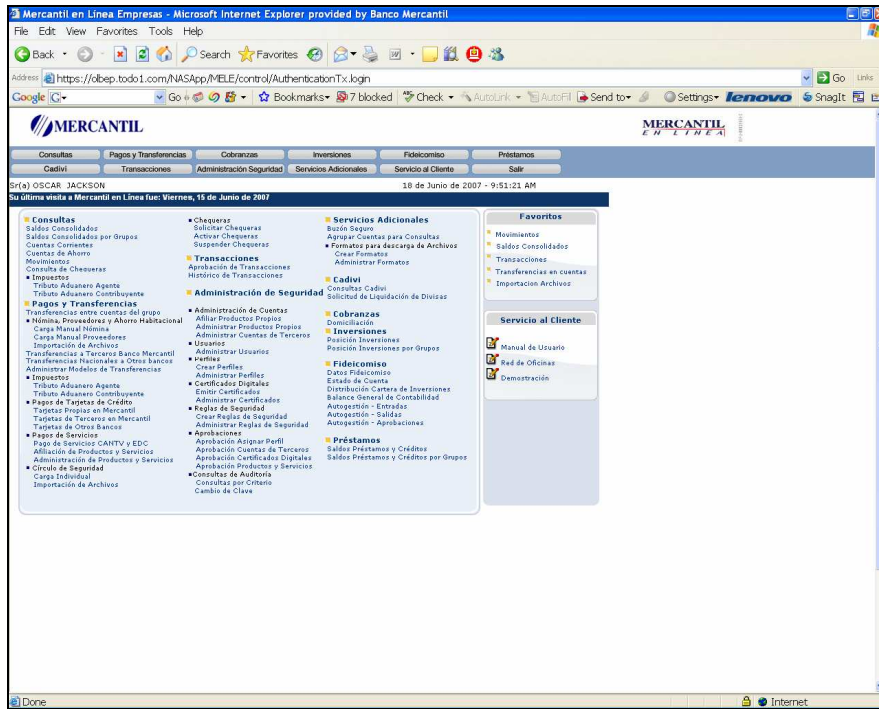 Mercantil en Línea Empresas - Microsoft Internet Explorer provided by Banco Mercantil
File Edit View Favorites Tools Help
Back Search Favorites
Address https://olbep.todo1.com/NASApp/MELE/control/AuthenticationTx.login Go Links
Google G Go Bookmarks 7 blocked Check AutoLink AutoFill Send to Settings lenovo SnagIt
MERCANTIL
MERCANTIL
EN LÍNEA
Consultas Pagos y Transferencias Cobranzas Inversiones Fideicomiso Préstamos
Cadivi Transacciones Administración Seguridad Servicios Adicionales Servicio al Cliente Salir
Sr(a) OSCAR JACKSON 18 de Junio de 2007 - 9:51:21 AM
Su última visita a Mercantil en Línea fue: Viernes, 15 de Junio de 2007
Consultas
Saldos Consolidados
Saldos Consolidados por Grupos
Cuentas Corrientes
Cuentas de Ahorro
Movimientos
Consulta de Chequeras
Impuestos
Tributo Aduanero Agente
Tributo Aduanero Contribuyente
Pagos y Transferencias
Transferencias entre cuentas del grupo
Nómina, Proveedores y Ahorro Habitacional
Carga Manual Nómina
Carga Manual Proveedores
Importación de Archivos
Transferencias a Terceros Banco Mercantil
Transferencias Nacionales a Otros bancos
Administrar Modelos de Transferencias
Impuestos
Tributo Aduanero Agente
Tributo Aduanero Contribuyente
Pagos de Tarjetas de Crédito
Tarjetas Propias en Mercantil
Tarjetas de Terceros en Mercantil
Tarjetas de Otros Bancos
Pagos de Servicios
Pago de Servicios CANTV y EDC
Afiliación de Productos y Servicios
Administración de Productos y Servicios
Círculo de Seguridad
Carga Individual
Importación de Archivos
Chequeras
Solicitar Chequeras
Activar Chequeras
Suspender Chequeras
Transacciones
Aprobación de Transacciones
Histórico de Transacciones
Administración de Seguridad
Administración de Cuentas
Afiliar Productos Propios
Administrar Productos Propios
Administrar Cuentas de Terceros
Usuarios
Administrar Usuarios
Perfiles
Crear Perfiles
Administrar Perfiles
Certificados Digitales
Emitir Certificados
Administrar Certificados
Reglas de Seguridad
Crear Reglas de Seguridad
Administrar Reglas de Seguridad
Aprobaciones
Aprobación Asignar Perfil
Aprobación Cuentas de Terceros
Aprobación Certificados Digitales
Aprobación Productos y Servicios
Consultas de Auditoría
Consultas por Criterio
Cambio de Clave
Servicios Adicionales
Buzón Seguro
Agrupar Cuentas para Consultas
Formatos para descarga de Archivos
Crear Formatos
Administrar Formatos
Cadivi
Consultas Cadivi
Solicitud de Liquidación de Divisas
Cobranzas
Domiciliación
Inversiones
Posición Inversiones
Posición Inversiones por Grupos
Fideicomiso
Datos Fideicomiso
Estado de Cuenta
Distribución Cartera de Inversiones
Balance General de Contabilidad
Autogestión - Entradas
Autogestión - Salidas
Autogestión - Aprobaciones
Préstamos
Saldos Préstamos y Créditos
Saldos Préstamos y Créditos por Grupos
Favoritos
Movimientos
Saldos Consolidados
Transacciones
Transferencias en cuentas
Importacion Archivos
Servicio al Cliente
Manual de Usuario
Red de Oficinas
Demostración
Done Internet